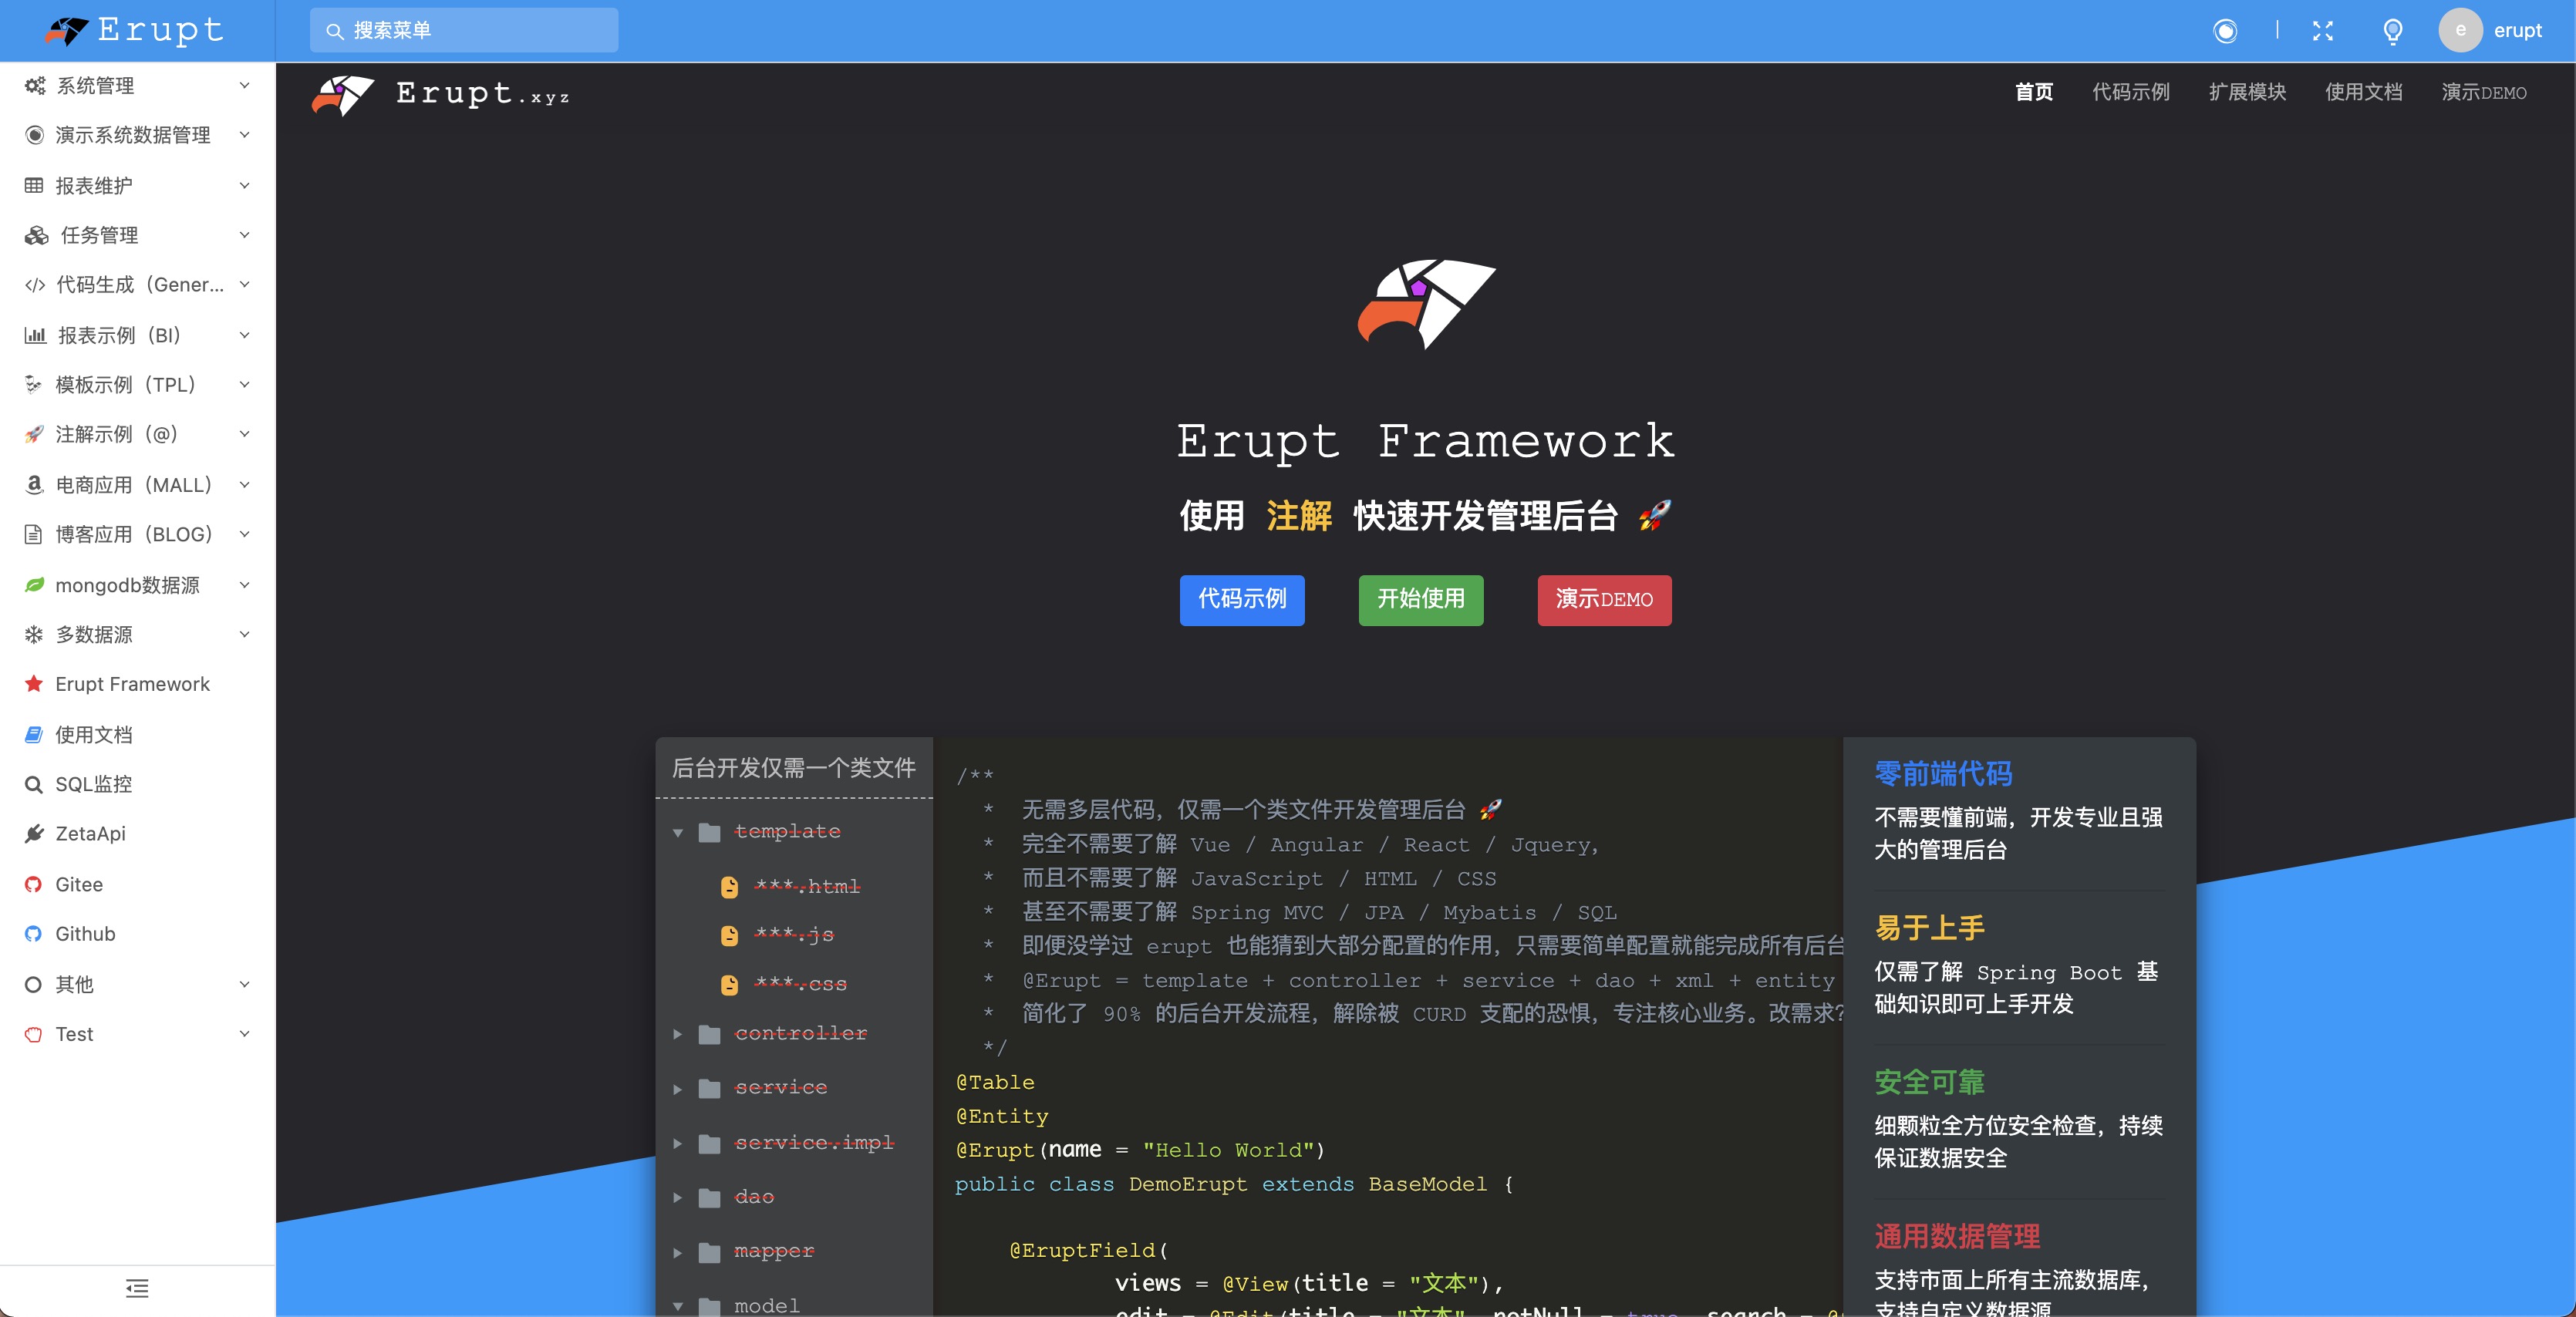 Erupt
搜索菜单
e
erupt
系统管理
演示系统数据管理
报表维护
任务管理
代码生成（Gener...
报表示例（BI）
模板示例（TPL）
注解示例（@）
电商应用（MALL）
博客应用（BLOG）
mongodb数据源
多数据源
Erupt Framework
使用文档
SQL监控
ZetaApi
Gitee
Github
其他
Test
Erupt.xyz
首页
代码示例
扩展模块
使用文档
演示DEMO
Erupt Framework
使用 注解 快速开发管理后台 🚀
代码示例
开始使用
演示DEMO
后台开发仅需一个类文件
template
***.html
***.js
***.css
controller
service
service.impl
dao
mapper
model
/**
* 无需多层代码，仅需一个类文件开发管理后台 🚀
* 完全不需要了解 Vue / Angular / React / Jquery,
* 而且不需要了解 JavaScript / HTML / CSS
* 甚至不需要了解 Spring MVC / JPA / Mybatis / SQL
* 即便没学过 erupt 也能猜到大部分配置的作用，只需要简单配置就能完成所有后台
* @Erupt = template + controller + service + dao + xml + entity
* 简化了 90% 的后台开发流程，解除被 CURD 支配的恐惧，专注核心业务。改需求?
*/
@Table
@Entity
@Erupt(name = "Hello World")
public class DemoErupt extends BaseModel {
@EruptField(
views = @View(title = "文本"),
edit = @Edit(title = "文本", notNull = true, search = @
零前端代码
不需要懂前端，开发专业且强
大的管理后台
易于上手
仅需了解 Spring Boot 基
础知识即可上手开发
安全可靠
细颗粒全方位安全检查，持续
保证数据安全
通用数据管理
支持市面上所有主流数据库，
支持自定义数据源